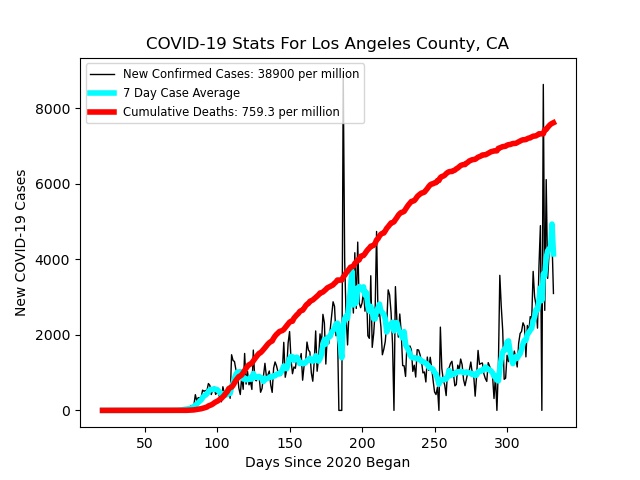 COVID-19 Stats For Los Angeles County, CA
New Confirmed Cases: 38900 per million
7 Day Case Average
Cumulative Deaths: 759.3 per million
8000
6000
4000
2000
0
New COVID-19 Cases
50 100 150 200 250 300
Days Since 2020 Began